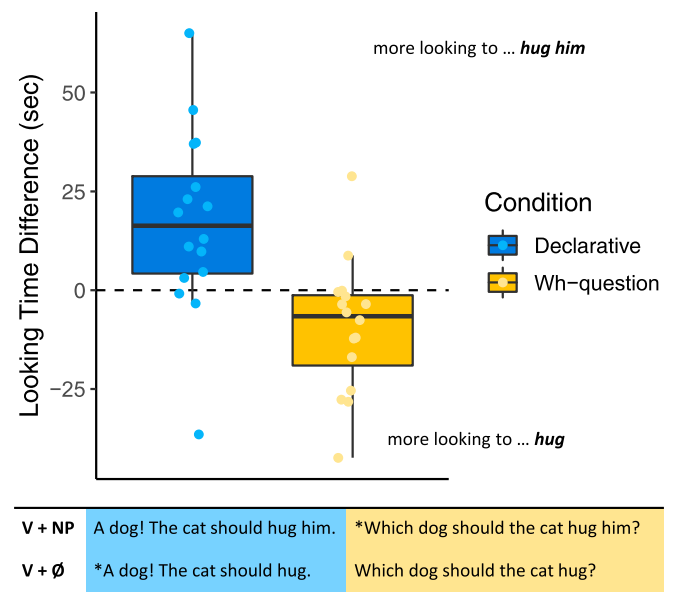 more looking to … hug him
50
25
0
−25
Looking Time Difference (sec)
Condition
Declarative
Wh−question
more looking to … hug
V + NP A dog! The cat should hug him. *Which dog should the cat hug him?
V + Ø *A dog! The cat should hug. Which dog should the cat hug?